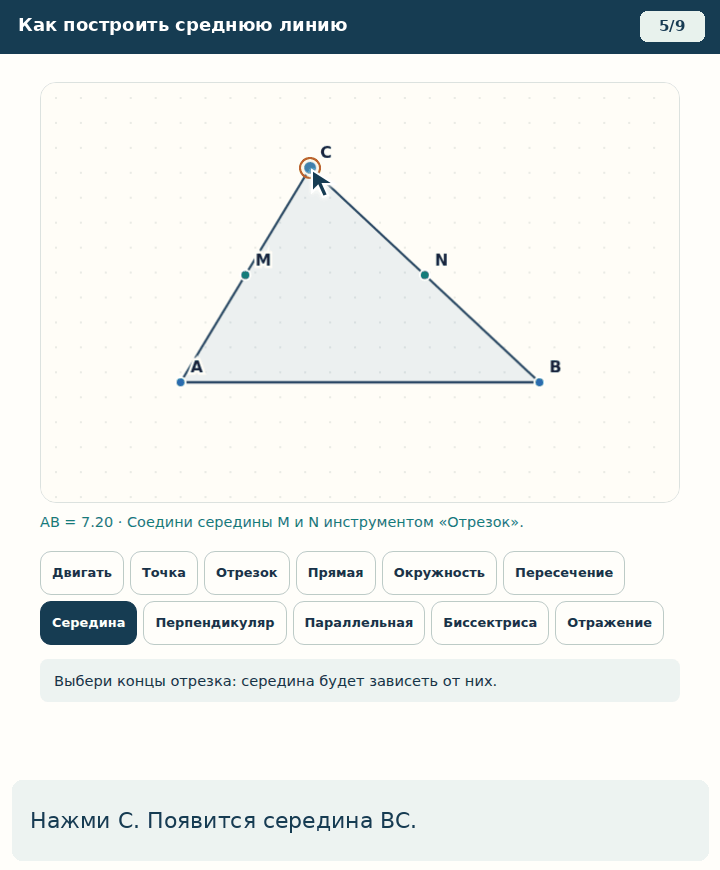 Как построить среднюю линию
5/9
C
M
N
A
B
AB = 7.20 · Соедини середины M и N инструментом «Отрезок».
Двигать Точка Отрезок Прямая Окружность Пересечение
Середина Перпендикуляр Параллельная Биссектриса Отражение
Выбери концы отрезка: середина будет зависеть от них.
Нажми C. Появится середина BC.